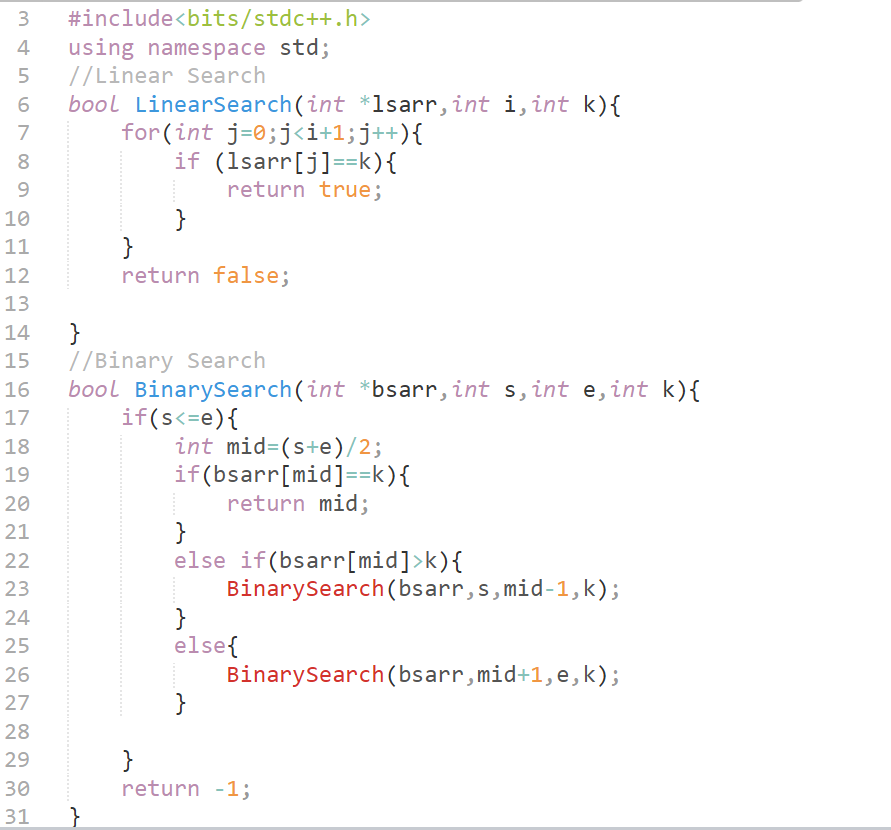 3 #include<bits/stdc++.h>
4 using namespace std;
5 //Linear Search
6 bool LinearSearch(int *lsarr,int i,int k){
7     for(int j=0;j<i+1;j++){
8         if (lsarr[j]==k){
9             return true;
10         }
11     }
12     return false;
13
14 }
15 //Binary Search
16 bool BinarySearch(int *bsarr,int s,int e,int k){
17     if(s<=e){
18         int mid=(s+e)/2;
19         if(bsarr[mid]==k){
20             return mid;
21         }
22         else if(bsarr[mid]>k){
23             BinarySearch(bsarr,s,mid-1,k);
24         }
25         else{
26             BinarySearch(bsarr,mid+1,e,k);
27         }
28
29     }
30     return -1;
31 }